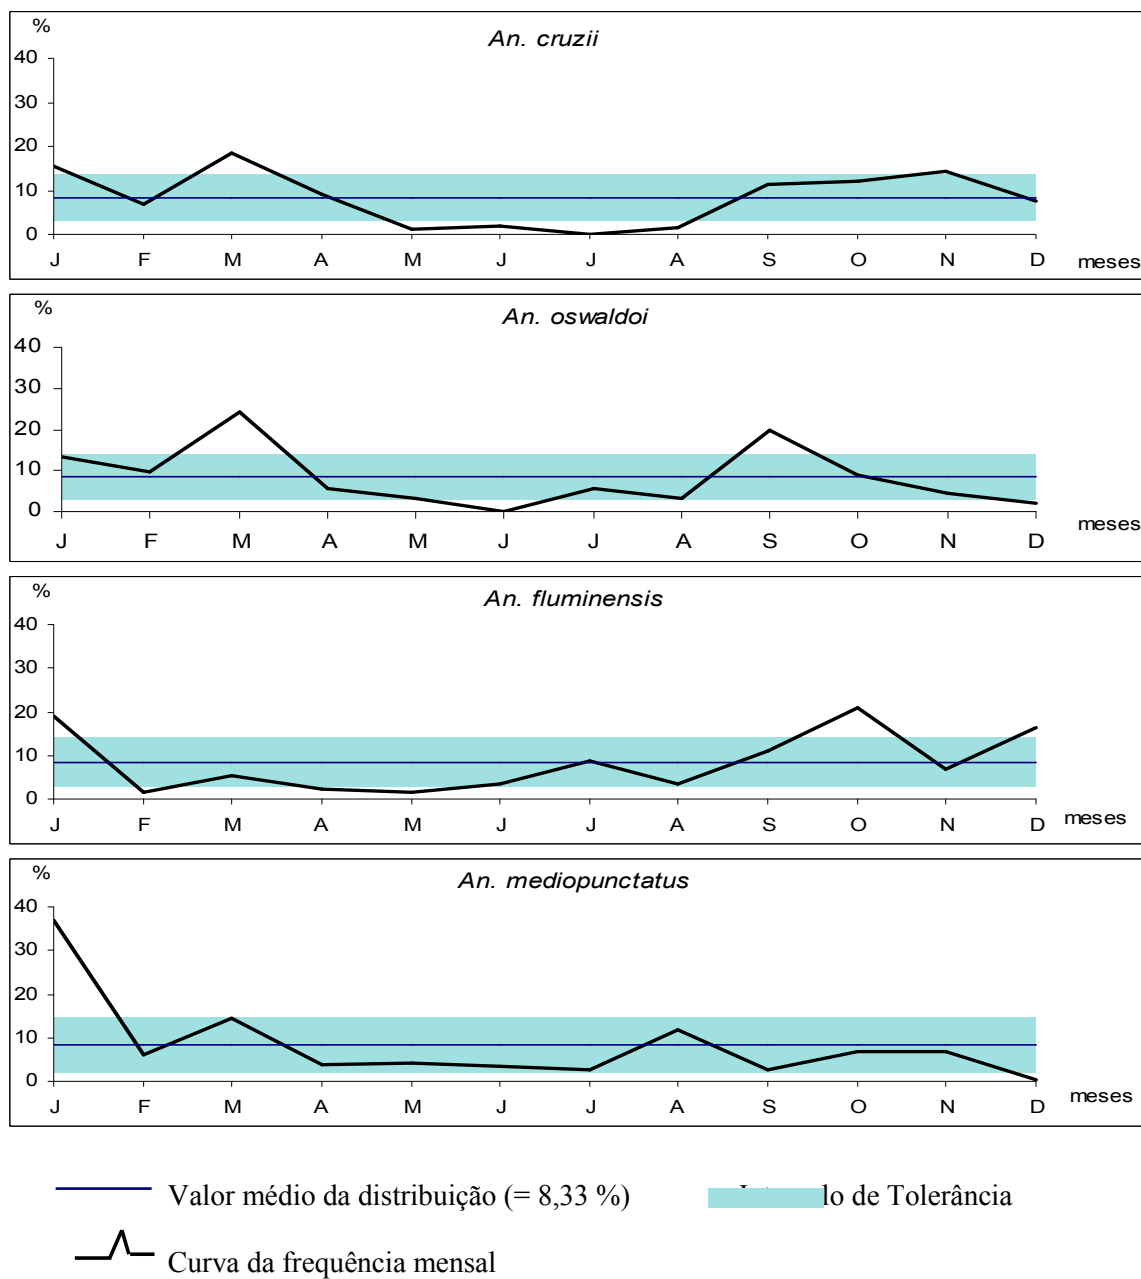 %
An. cruzii
40
30
20
10
0
J F M A M J J A S O N D meses
%
An. oswaldoi
40
30
20
10
0
J F M A M J J A S O N D meses
%
An. fluminensis
40
30
20
10
0
J F M A M J J A S O N D meses
%
An. mediopunctatus
40
30
20
10
0
J F M A M J J A S O N D meses
Valor médio da distribuição (= 8,33 %) lo de Tolerância
Curva da frequência mensal